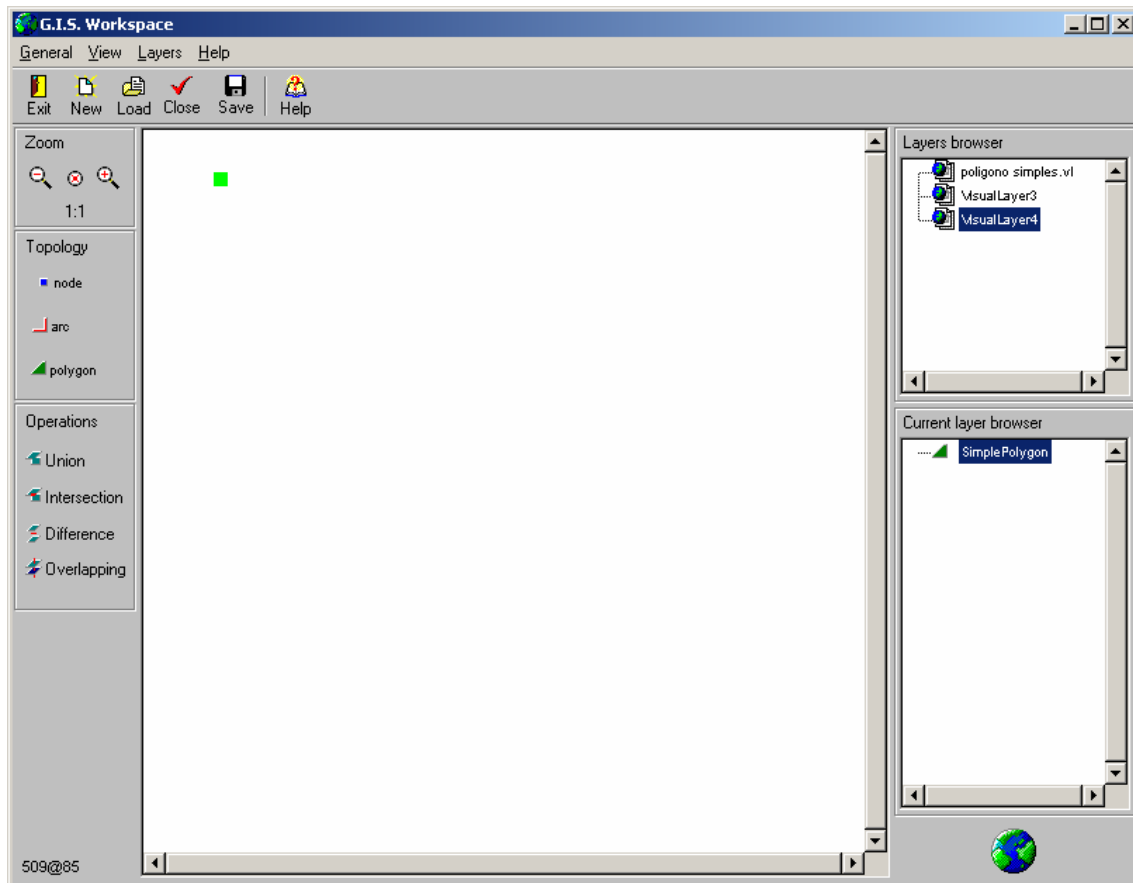 G.I.S. Workspace
General View Layers Help
Exit New Load Close Save Help
Zoom
1:1
Topology
node
arc
polygon
Operations
Union
Intersection
Difference
Overlapping
509@85
Layers browser
poligono simples.vl
VisualLayer3
VisualLayer4
Current layer browser
SimplePolygon